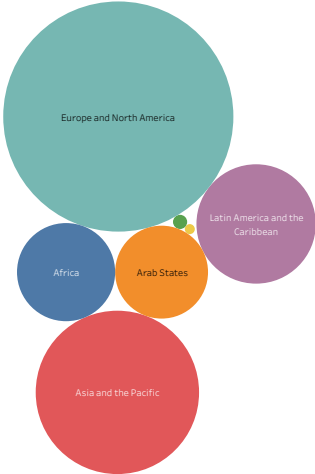 Europe and North America
Latin America and the
Caribbean
Africa
Arab States
Asia and the Pacific